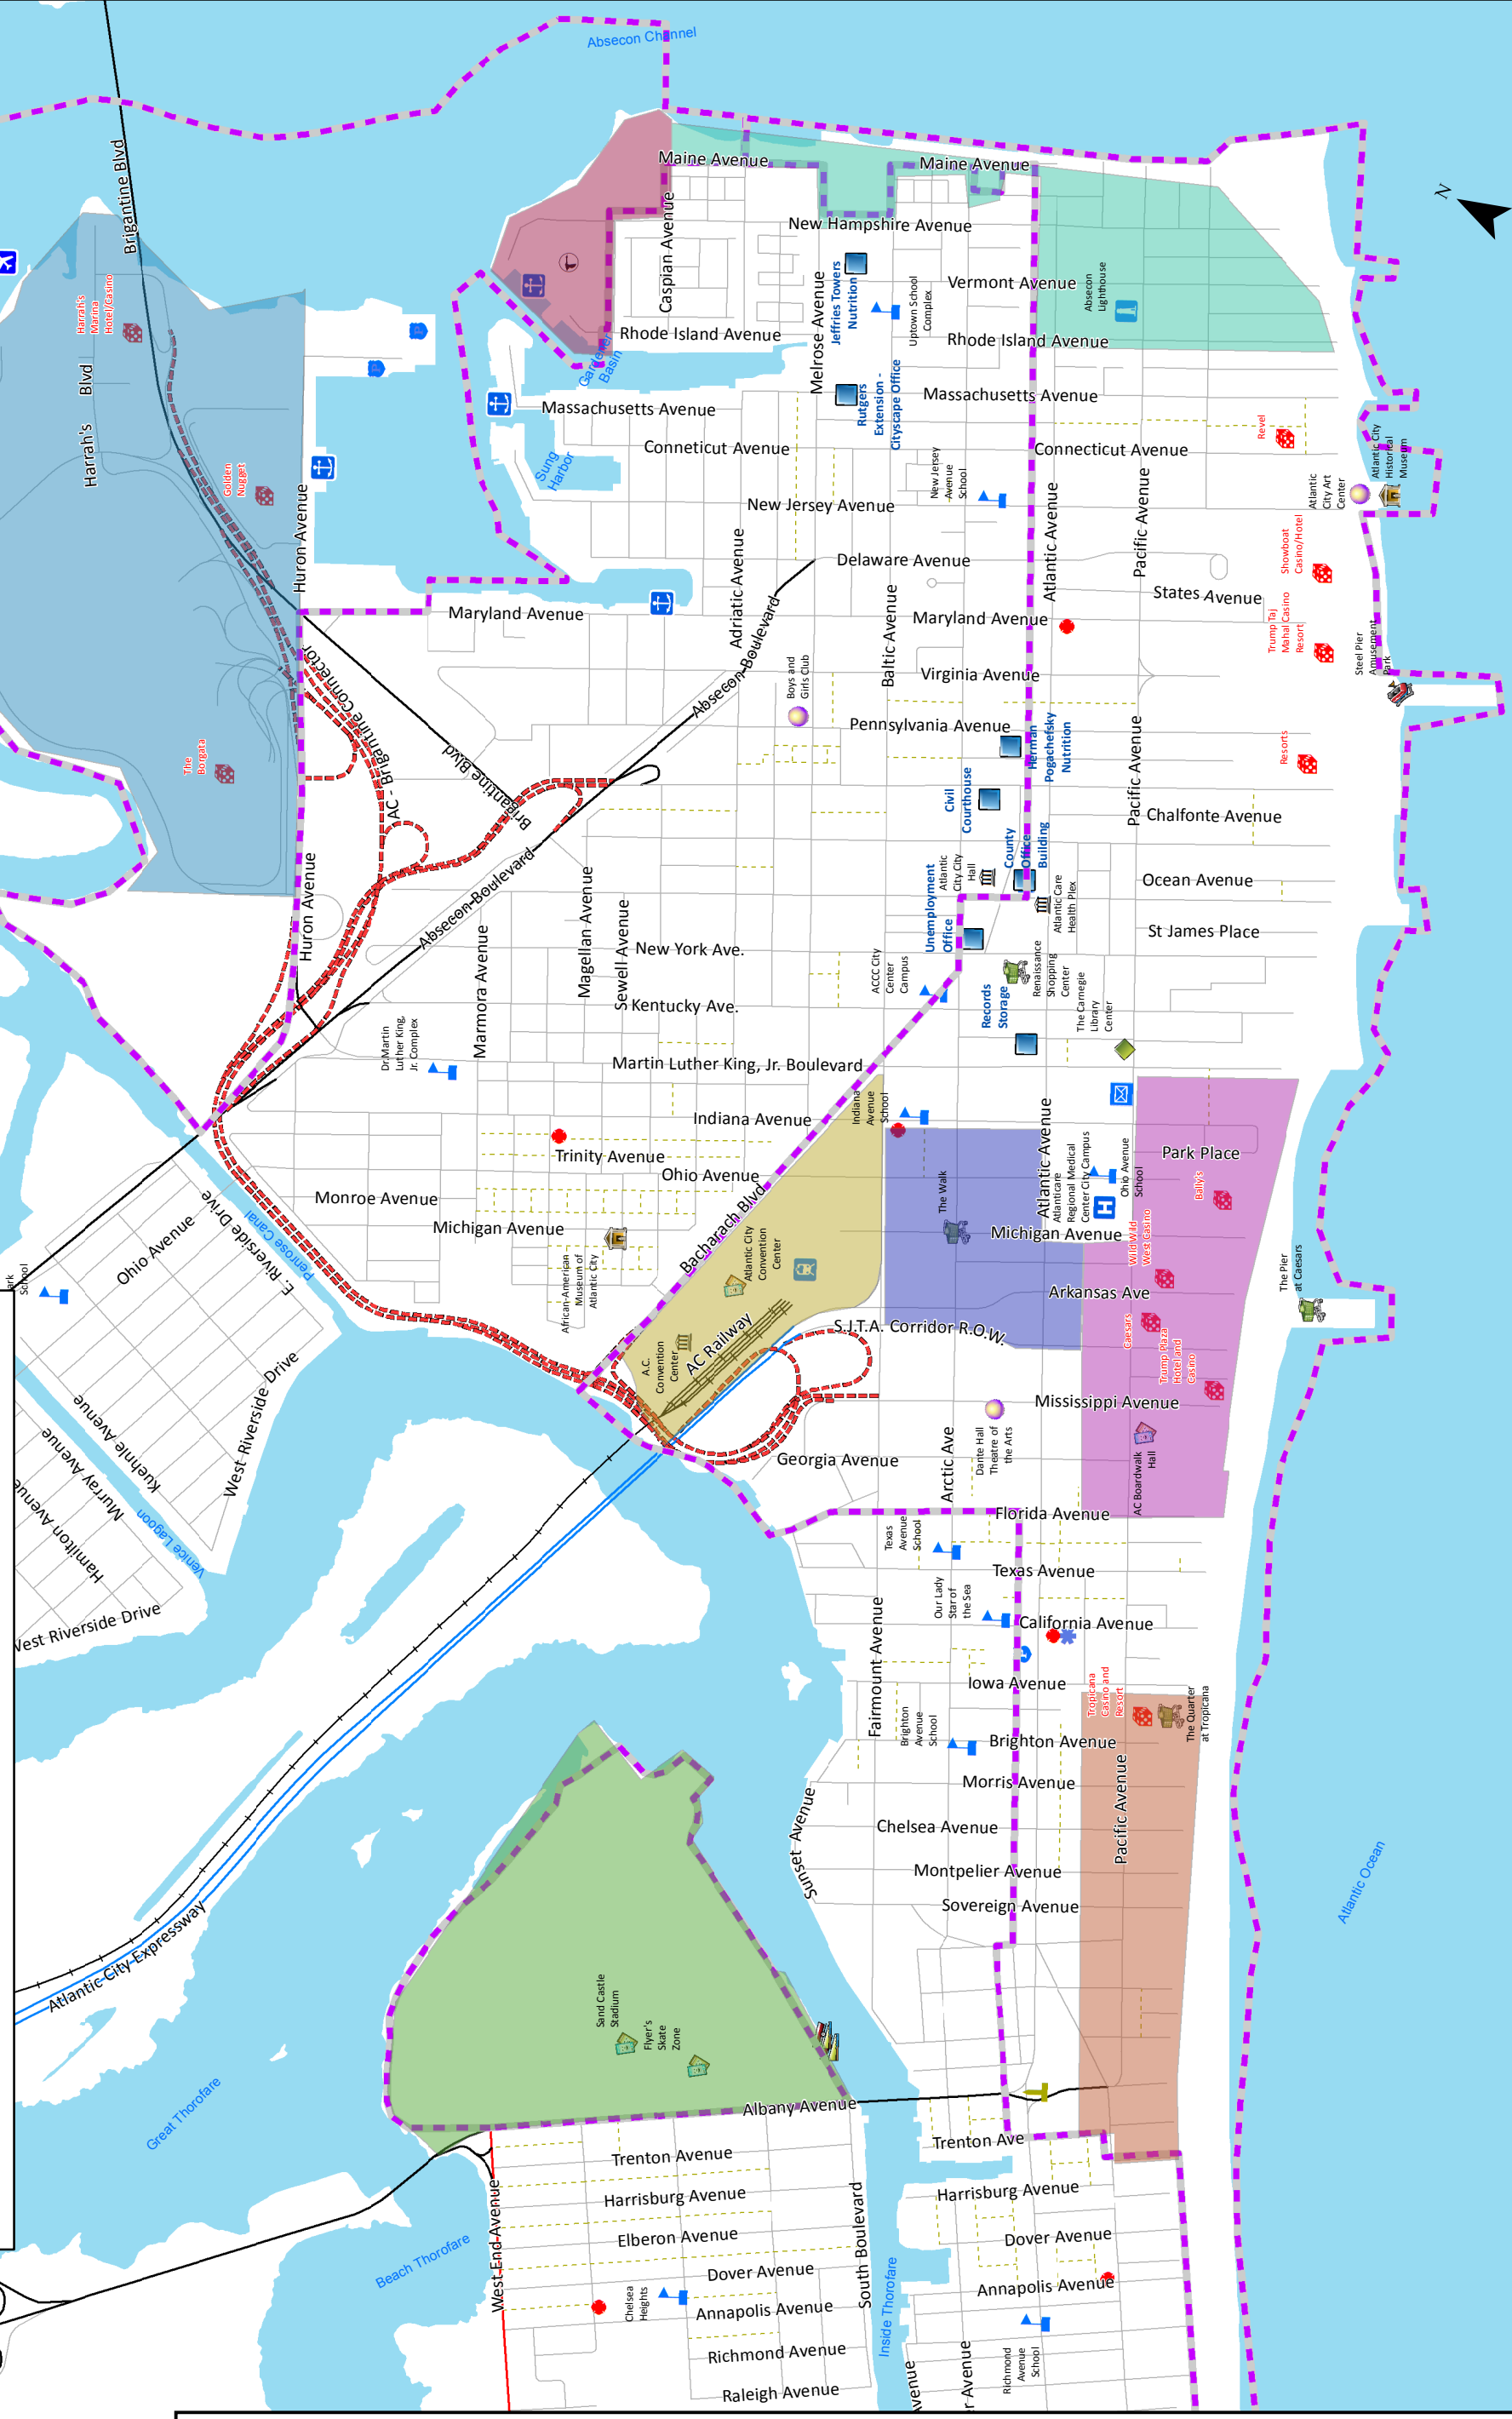 Absecon Channel
Brigantine Blvd
Maine Avenue
Maine Avenue
N
New Hampshire Avenue
Caspian Avenue
Vermont Avenue
Absecon
Lighthouse
Jeffries Towers
Nutrition
Uptown School
Complex
Harrah's
Marina
Hotel/Casino
Rhode Island Avenue
Rhode Island Avenue
Melrose Avenue
Gardener
Basin
Harrah's Blvd
Massachusetts Avenue
Massachusetts Avenue
Rutgers
Extension -
Cityscape Office
Conneticut Avenue
Connecticut Avenue
Revel
Atlantic City
Historical
Museum
Sung
Harbor
Golden
Nugget
New Jersey
Avenue
School
Atlantic
City Art
Center
New Jersey Avenue
Huron Avenue
Atlantic Avenue
Pacific Avenue
Delaware Avenue
Showboat
Casino/Hotel
Adriatic Avenue
States Avenue
Maryland Avenue
Maryland Avenue
Baltic Avenue
Trump Taj
Mahal Casino
Resort
Steel Pier
Amusement
Park
Absecon Boulevard
Boys and
Girls Club
Virginia Avenue
AC - Brigantine Connector
Brigantine Blvd
Pennsylvania Avenue
Herman
Pogachefsky
Nutrition
Pacific Avenue
Resorts
The
Borgata
Civil
Courthouse
Chalfonte Avenue
County
Office
Building
Unemployment
Office
Atlantic
City City
Hall
Atlantic Care
Health Plex
Ocean Avenue
Huron Avenue
Absecon Boulevard
Magellan Avenue
Sewell Avenue
Marmora Avenue
New York Ave.
St James Place
ACCC City
Center
Campus
Renaissance
Shopping
Center
Records
Storage
The Carnegie
Library
Center
Kentucky Ave.
Dr.Martin
Luther King,
Jr. Complex
Martin Luther King, Jr. Boulevard
Indiana
Avenue
School
Indiana Avenue
Trinity Avenue
Ohio Avenue
Atlantic Avenue
Atlanticare
Regional Medical
Center City Campus
Ohio Avenue
School
Park Place
Bally's
Monroe Avenue
The Walk
E. Riverside Drive
Penrose Canal
Ohio Avenue
Michigan Avenue
Michigan Avenue
Bacharach Blvd
Atlantic City
Convention
Center
Wild Wild
West Casino
African-American
Museum of
Atlantic City
School
The Pier
at Caesars
Arkansas Ave
Caesars
S.J.T.A. Corridor R.O.W.
AC Railway
A.C.
Convention
Center
Trump Plaza
Hotel and
Casino
Mississippi Avenue
West Riverside Drive
Kuehnle Avenue
Murray Avenue
Hamilton Avenue
Venice Lagoon
West Riverside Drive
Georgia Avenue
Arctic Ave
Dante Hall
Theatre of
the Arts
AC Boardwalk
Hall
Florida Avenue
Texas
Avenue
School
Texas Avenue
Our Lady
Star of
the Sea
California Avenue
Fairmount Avenue
Iowa Avenue
Tropicana
Casino and
Resort
The Quarter
at Tropicana
Brighton
Avenue
School
Brighton Avenue
Morris Avenue
Pacific Avenue
Sunset Avenue
Chelsea Avenue
Montpelier Avenue
Sovereign Avenue
Atlantic Ocean
Atlantic City Expressway
Sand Castle
Stadium
Flyer's
Skate
Zone
Great Thorofare
Albany Avenue
Trenton Ave
Trenton Avenue
Harrisburg Avenue
Harrisburg Avenue
West End Avenue
South Boulevard
Elberon Avenue
Dover Avenue
Beach Thorofare
Dover Avenue
Annapolis Avenue
Chelsea
Heights
Annapolis Avenue
Inside Thorofare
Richmond Avenue
Richmond
Avenue
School
Raleigh Avenue